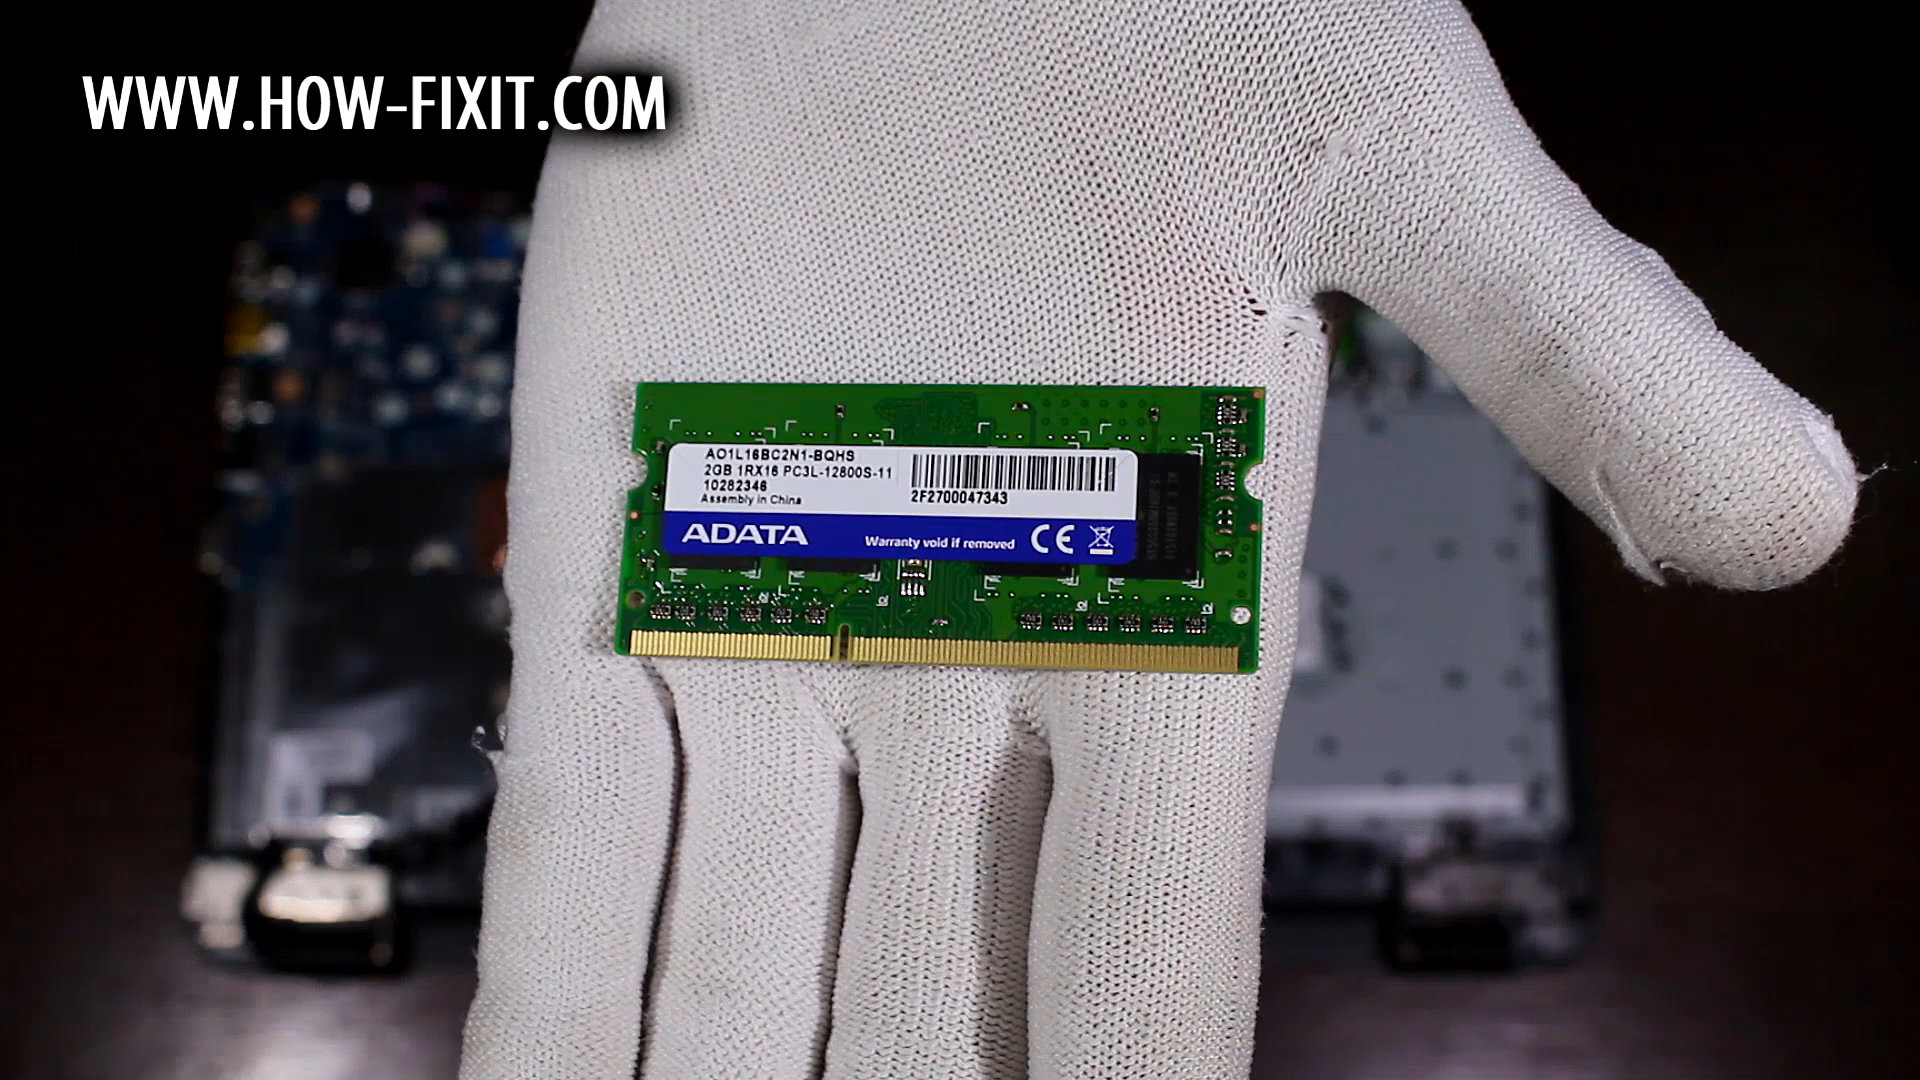 WWW.HOW-FIXIT.COM
AO1L16BC2N1-BQHS
2GB 1RX16 PC3L-12800S-11
10282346
Assembly in China
2F2700047343
ADATA
Warranty void if removed
CE